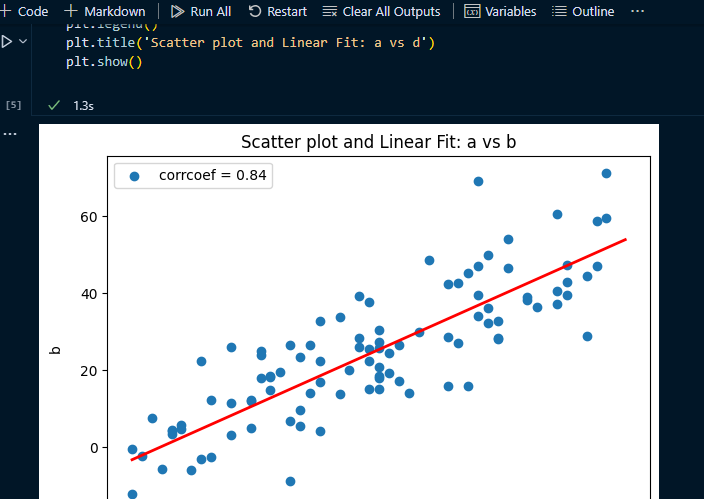 Code Markdown Run All Restart Clear All Outputs Variables Outline ...
plt.legend()
plt.title('Scatter plot and Linear Fit: a vs d')
plt.show()
[5] 1.3s
Scatter plot and Linear Fit: a vs b
corrcoef = 0.84
60
40
b
20
0